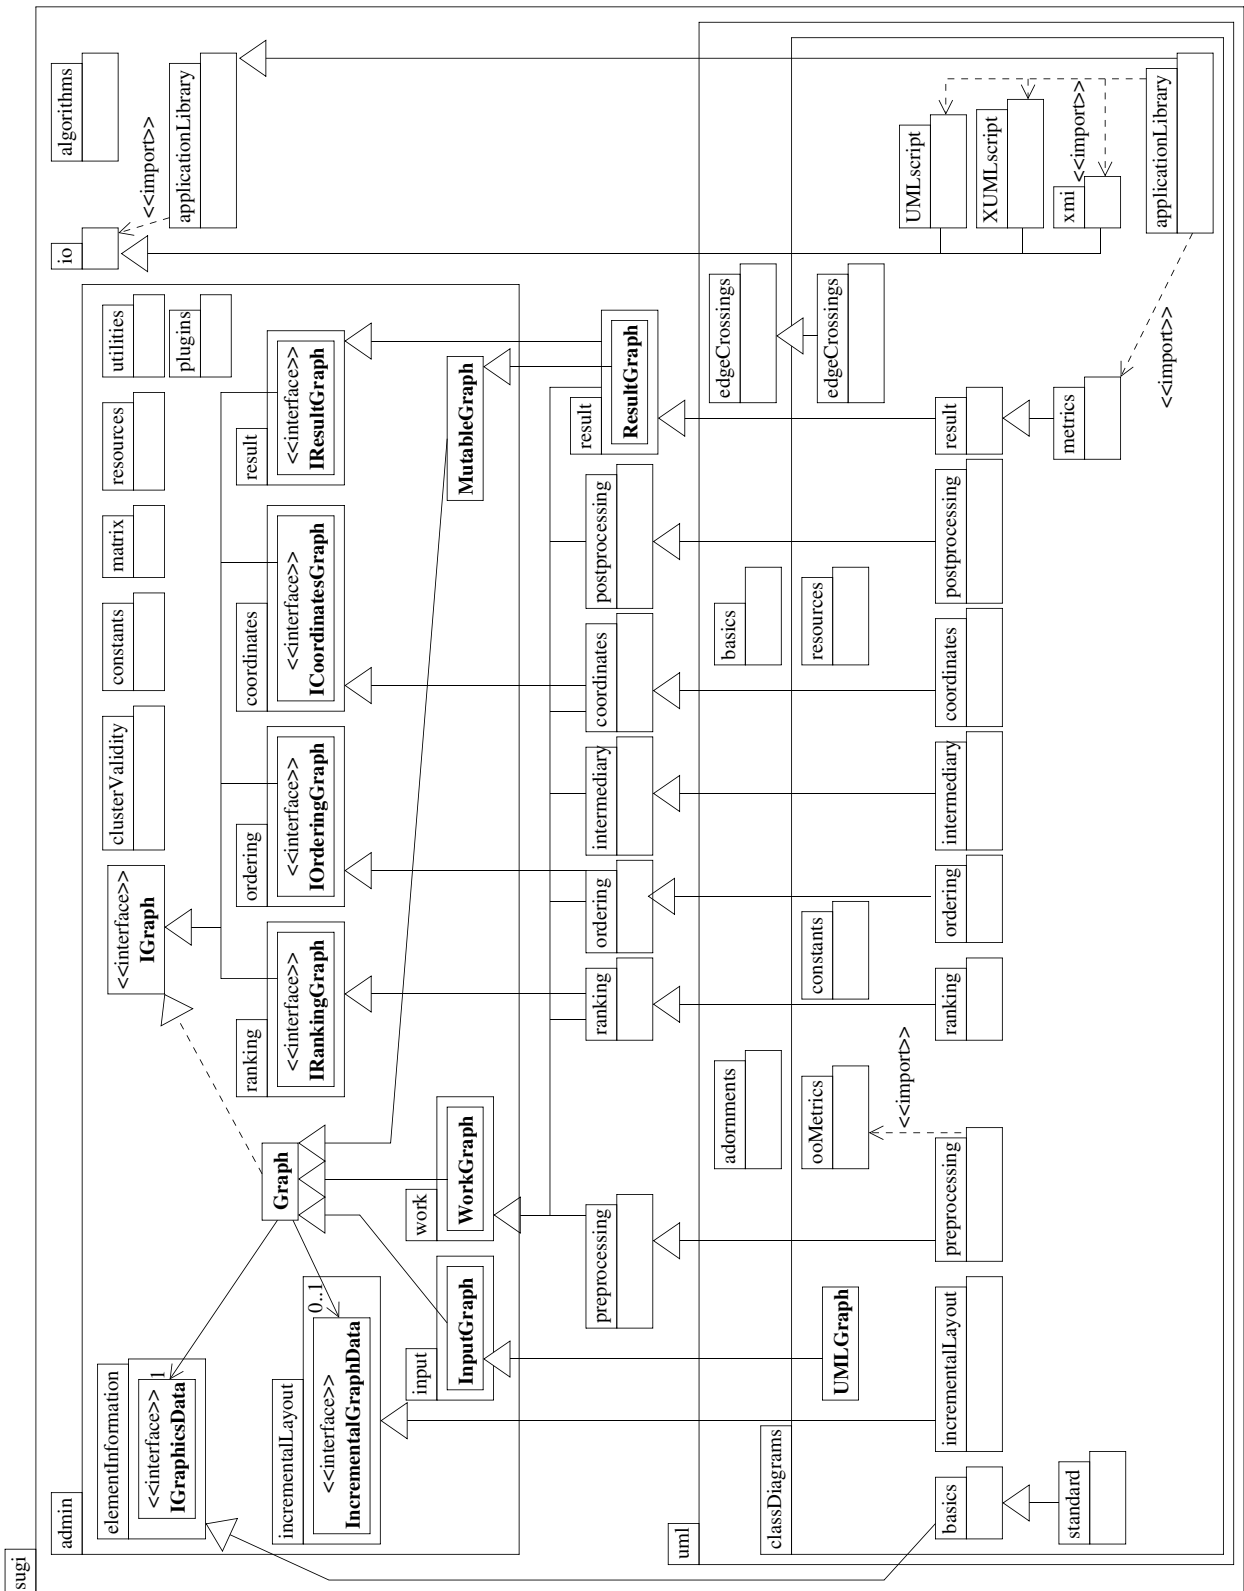 sugi
admin
elementInformation
<<interface>>
IGraphicsData
1
incrementalLayout
<<interface>>
IncrementalGraphData
0..1
Graph
input
InputGraph
work
WorkGraph
<<interface>>
IGraph
ranking
<<interface>>
IRankingGraph
ordering
<<interface>>
IOrderingGraph
coordinates
<<interface>>
ICoordinatesGraph
result
<<interface>>
IResultGraph
MutableGraph
clusterValidity
constants
matrix
resources
utilities
plugins
io
algorithms
applicationLibrary
<<import>>
preprocessing
ranking
ordering
intermediary
coordinates
postprocessing
result
ResultGraph
uml
adornments
basics
edgeCrossings
classDiagrams
UMLGraph
ooMetrics
<<import>>
constants
resources
edgeCrossings
basics
standard
incrementalLayout
preprocessing
ranking
ordering
intermediary
coordinates
postprocessing
result
metrics
<<import>>
UMLscript
XUMLscript
xmi
<<import>>
applicationLibrary